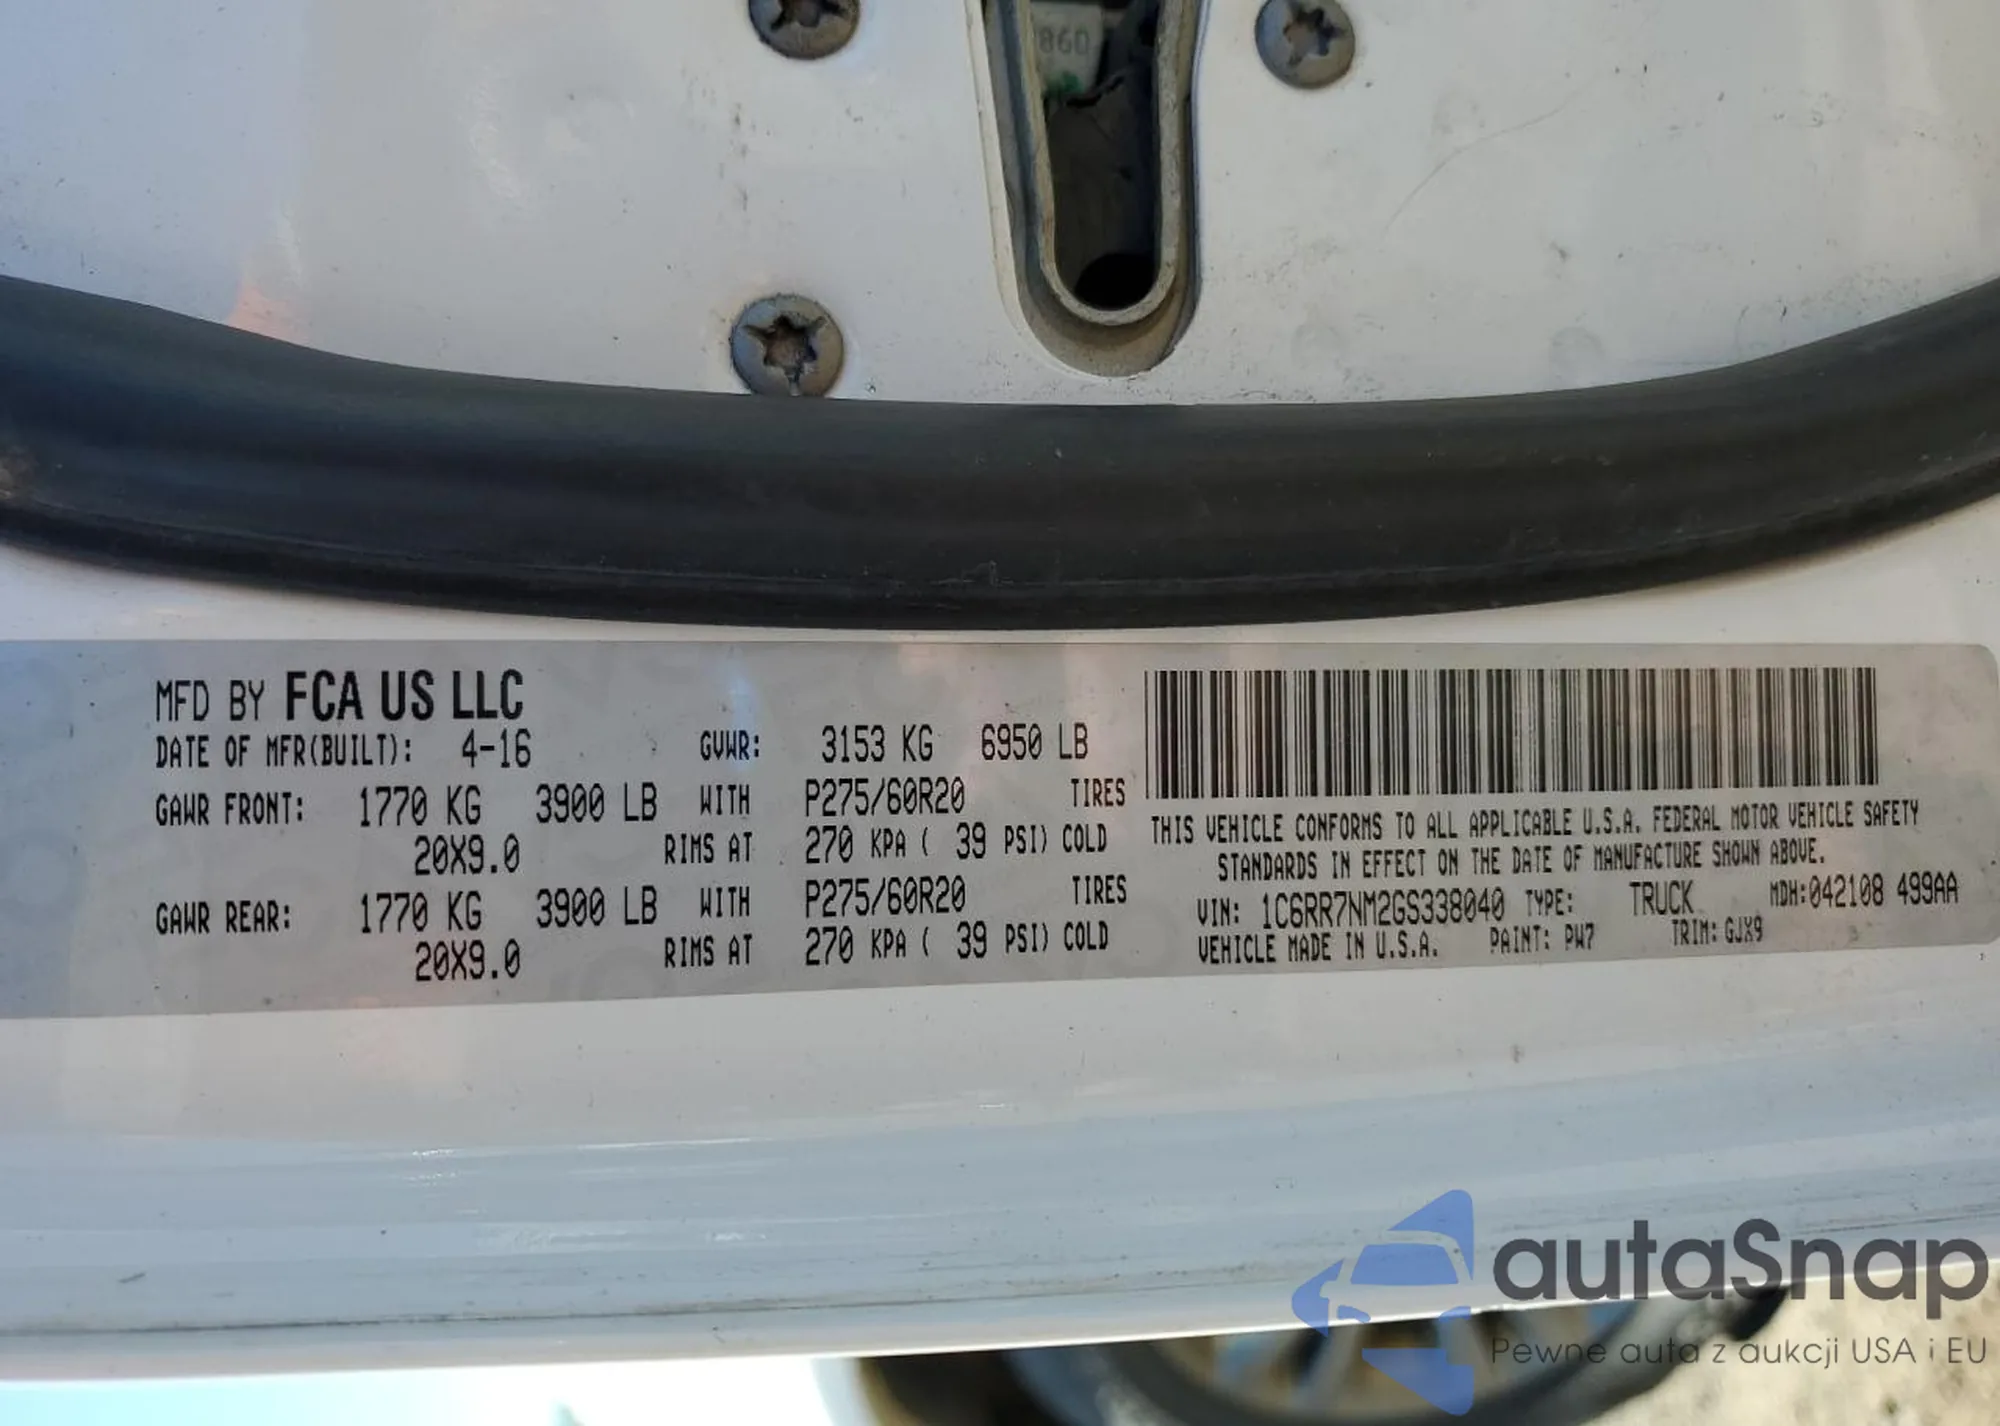 86D
MFD BY FCA US LLC
DATE OF MFR(BUILT): 4-16 GVWR: 3153 KG 6950 LB
GAWR FRONT: 1770 KG 3900 LB WITH P275/60R20 TIRES
20X9.0 RIMS AT 270 KPA ( 39 PSI) COLD
GAWR REAR: 1770 KG 3900 LB WITH P275/60R20 TIRES
20X9.0 RIMS AT 270 KPA ( 39 PSI) COLD
THIS VEHICLE CONFORMS TO ALL APPLICABLE U.S.A. FEDERAL MOTOR VEHICLE SAFETY
STANDARDS IN EFFECT ON THE DATE OF MANUFACTURE SHOWN ABOVE.
VIN: 1C6RR7NM2GS338040 TYPE: TRUCK MDH:042108 499AA
VEHICLE MADE IN U.S.A. PAINT: PW7 TRIM: GJX9
autaSnap
Pewne auta z aukcji USA i EU